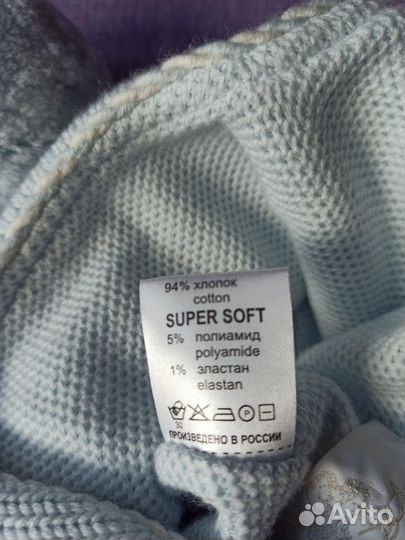 94% хлопок
cotton
SUPER SOFT
5% полиамид
polyamide
1% эластан
elastan
30
P
ПРОИЗВЕДЕНО В РОССИИ
Avito